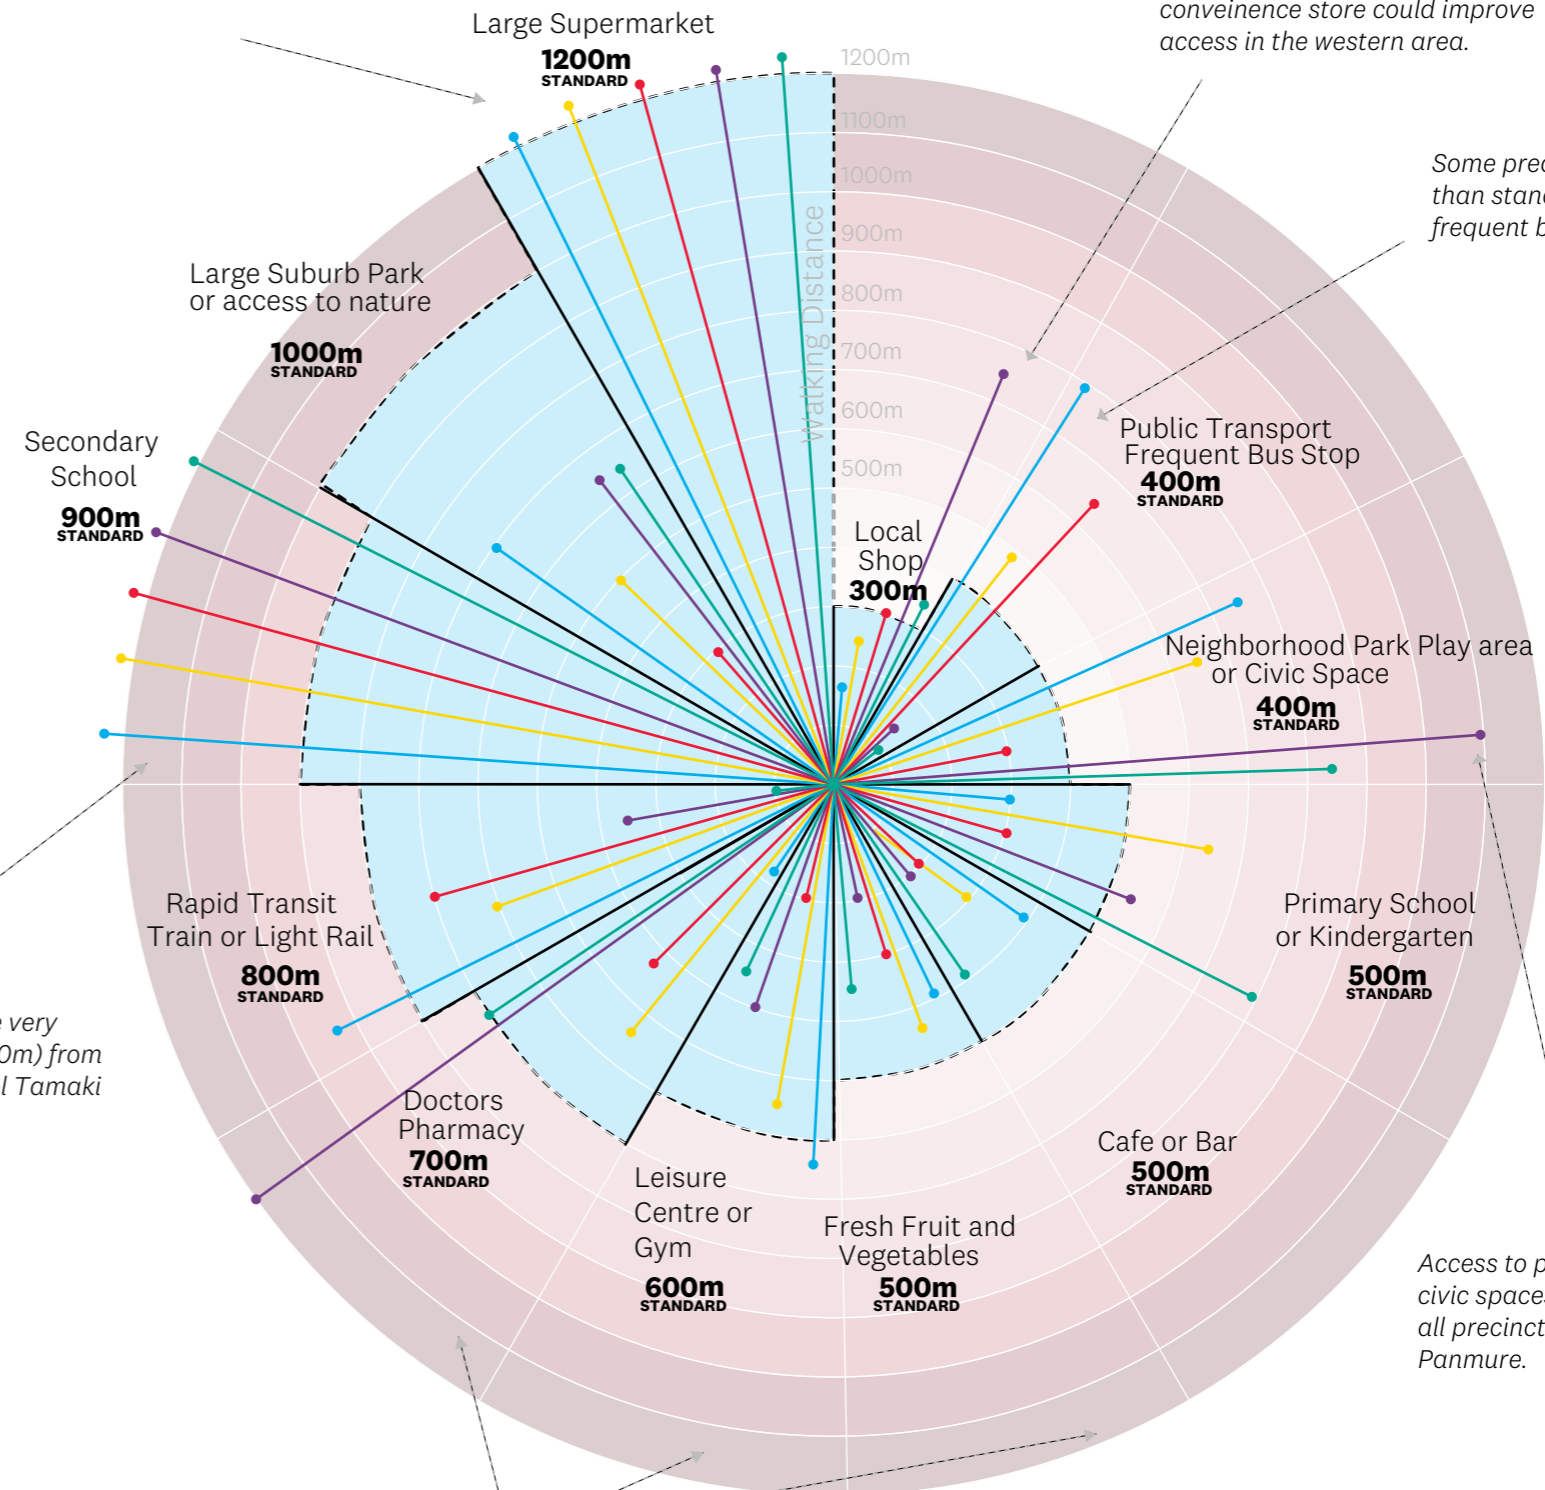 conveinence store could improve
access in the western area.
Large Supermarket
1200m
STANDARD
1200m
1100m
1000m
900m
800m
700m
600m
500m
Walking Distance
Some
than
frequent
Large Suburb Park
or access to nature
1000m
STANDARD
Public Transport
Frequent Bus Stop
400m
STANDARD
Secondary
School
900m
STANDARD
Local
Shop
300m
Neighborhood Park Play area
or Civic Space
400m
STANDARD
Primary School
or Kindergarten
500m
STANDARD
Rapid Transit
Train or Light Rail
800m
STANDARD
very
0m) from
Tamaki
Doctors
Pharmacy
700m
STANDARD
Cafe or Bar
500m
STANDARD
Leisure
Centre or
Gym
600m
STANDARD
Fresh Fruit and
Vegetables
500m
STANDARD
Access to
civic
all
Panmure.